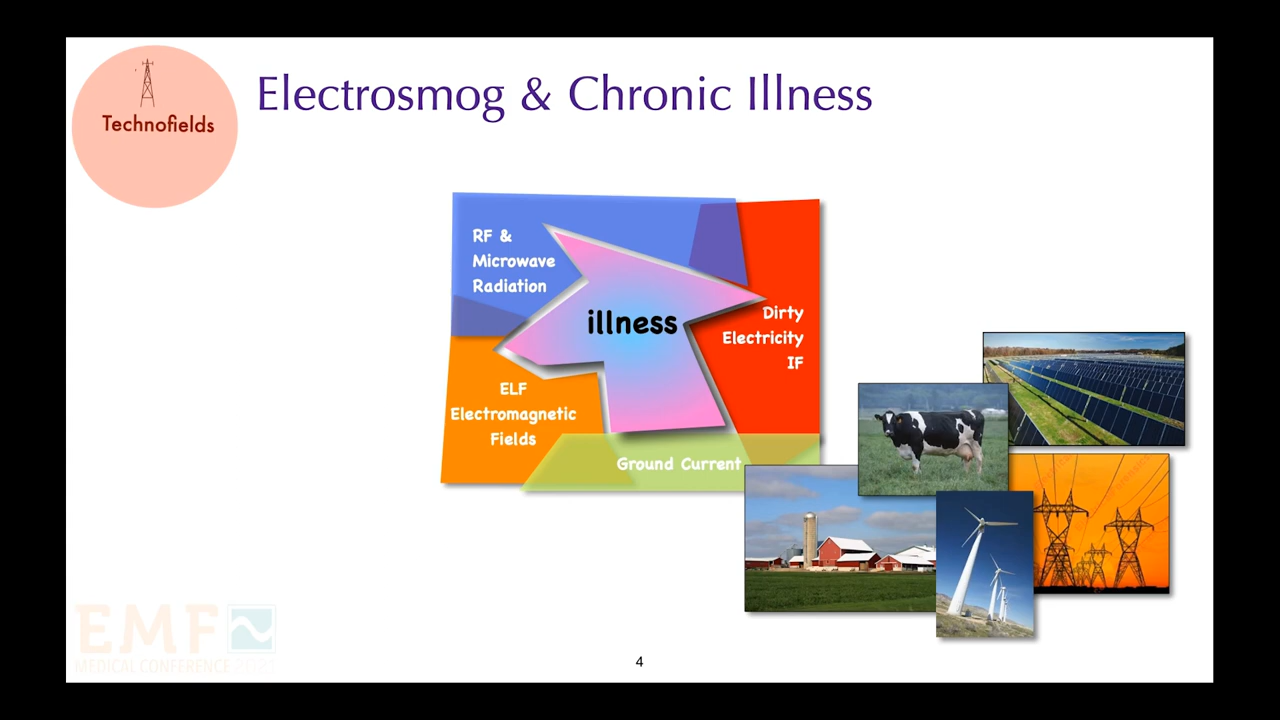 Technofields
Electrosmog & Chronic Illness
RF &
Microwave
Radiation
illness
Dirty
Electricity
IF
ELF
Electromagnetic
Fields
Ground Current
EMF
MEDICAL CONFERENCE
4